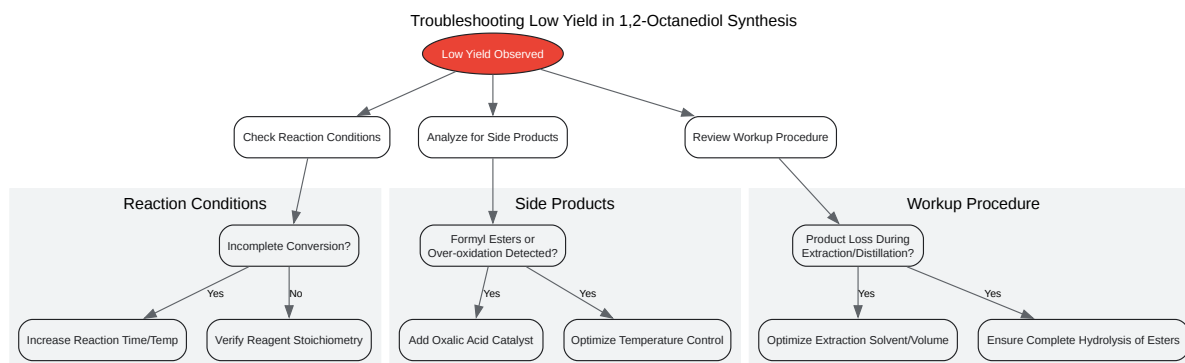 Troubleshooting Low Yield in 1,2-Octanediol Synthesis
Low Yield Observed
Check Reaction Conditions
Analyze for Side Products
Review Workup Procedure
Reaction Conditions
Side Products
Workup Procedure
Incomplete Conversion?
Formyl Esters or
Over-oxidation Detected?
Product Loss During
Extraction/Distillation?
Yes
No
Yes
Yes
Yes
Yes
Increase Reaction Time/Temp
Verify Reagent Stoichiometry
Add Oxalic Acid Catalyst
Optimize Temperature Control
Optimize Extraction Solvent/Volume
Ensure Complete Hydrolysis of Esters